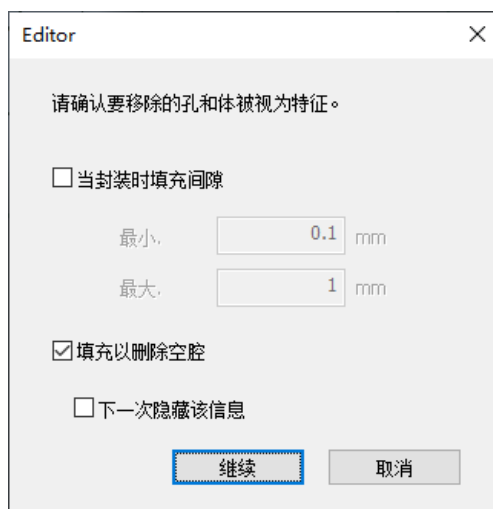 Editor
请确认要移除的孔和体被视为特征。
当封装时填充间隙
最小. 0.1 mm
最大. 1 mm
填充以删除空腔
下一次隐藏该信息
继续 取消